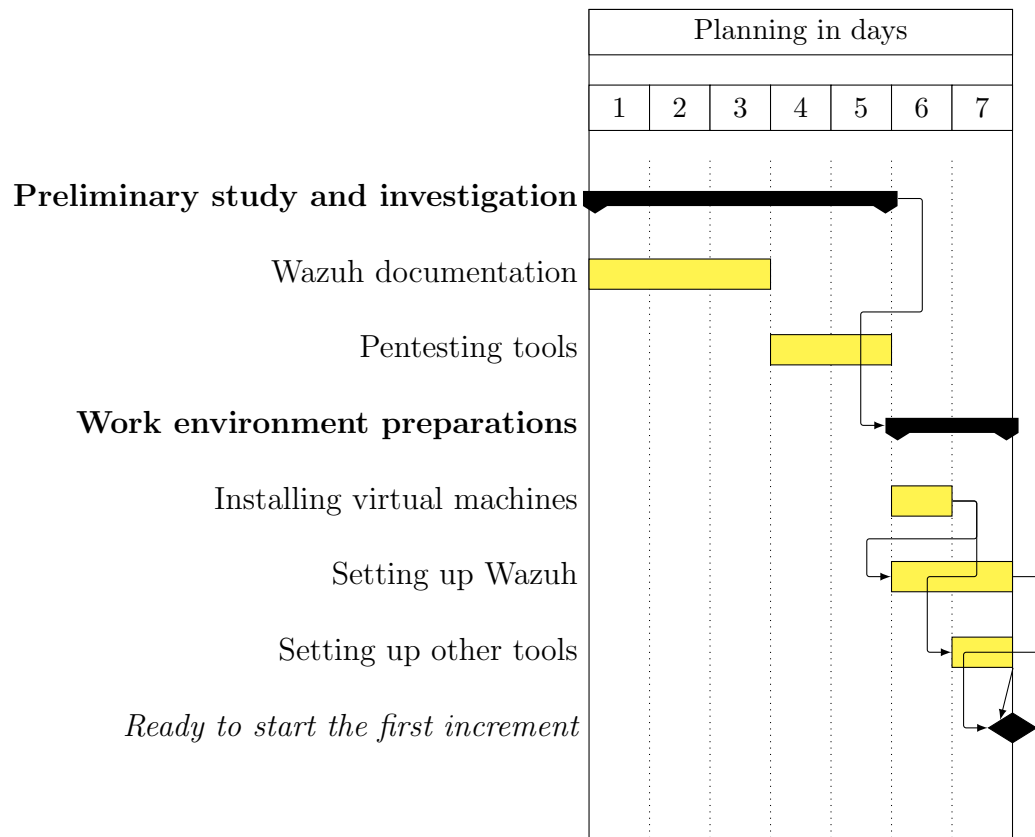 Planning in days
1 2 3 4 5 6 7
Preliminary study and investigation
Wazuh documentation
Pentesting tools
Work environment preparations
Installing virtual machines
Setting up Wazuh
Setting up other tools
Ready to start the first increment